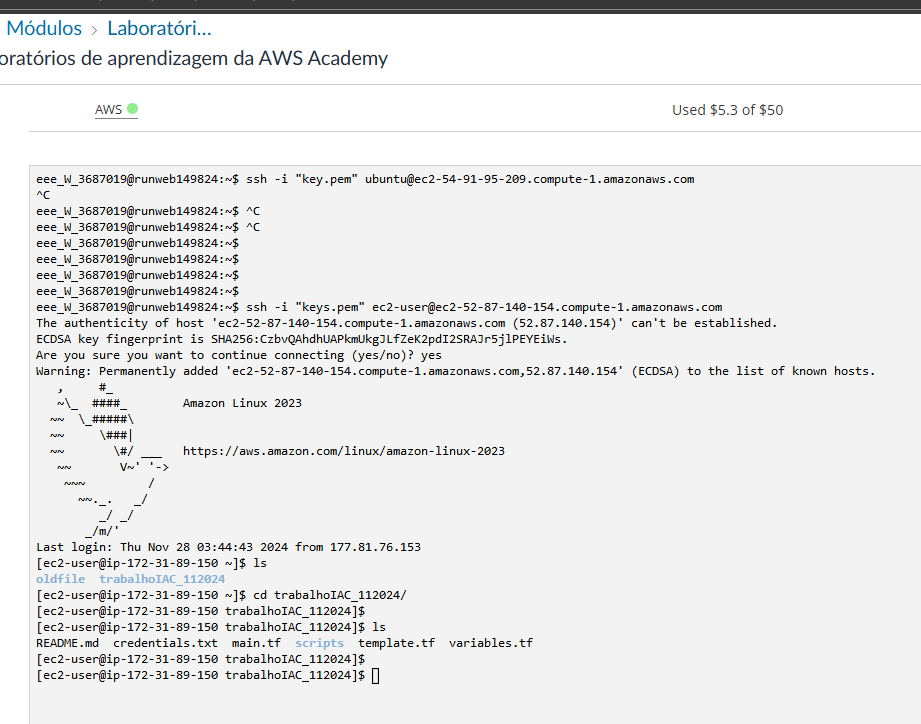 Módulos > Laboratóri...
oratórios de aprendizagem da AWS Academy
AWS
Used $5.3 of $50
eee_W_3687019@runweb149824:~$ ssh -i "key.pem" ubuntu@ec2-54-91-95-209.compute-1.amazonaws.com
^C
eee_W_3687019@runweb149824:~$ ^C
eee_W_3687019@runweb149824:~$ ^C
eee_W_3687019@runweb149824:~$
eee_W_3687019@runweb149824:~$
eee_W_3687019@runweb149824:~$
eee_W_3687019@runweb149824:~$
eee_W_3687019@runweb149824:~$ ssh -i "keys.pem" ec2-user@ec2-52-87-140-154.compute-1.amazonaws.com
The authenticity of host 'ec2-52-87-140-154.compute-1.amazonaws.com (52.87.140.154)' can't be established.
ECDSA key fingerprint is SHA256:CzbvQAhdhUAPkmUkgJLfZeK2pdI2SRAJr5jlPEYEiWs.
Are you sure you want to continue connecting (yes/no)? yes
Warning: Permanently added 'ec2-52-87-140-154.compute-1.amazonaws.com,52.87.140.154' (ECDSA) to the list of known hosts.
   ,     #_
   ~\_  ####_        Amazon Linux 2023
  ~~  \_#####\
  ~~     \###|
  ~~       \#/ ___   https://aws.amazon.com/linux/amazon-linux-2023
   ~~       V~' '->
    ~~~         /
      ~~._.   _/
         _/ _/
       _/m/'
Last login: Thu Nov 28 03:44:43 2024 from 177.81.76.153
[ec2-user@ip-172-31-89-150 ~]$ ls
oldfile  trabalhoIAC_112024
[ec2-user@ip-172-31-89-150 ~]$ cd trabalhoIAC_112024/
[ec2-user@ip-172-31-89-150 trabalhoIAC_112024]$
[ec2-user@ip-172-31-89-150 trabalhoIAC_112024]$ ls
README.md  credentials.txt  main.tf  scripts  template.tf  variables.tf
[ec2-user@ip-172-31-89-150 trabalhoIAC_112024]$
[ec2-user@ip-172-31-89-150 trabalhoIAC_112024]$